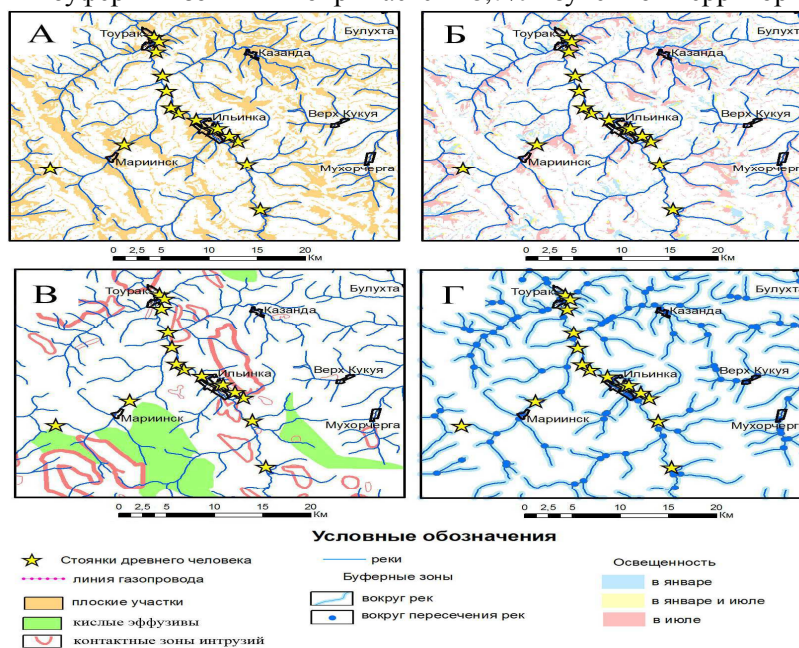 А
Тоурак
Булухта
Казанда
Ильинка
Верх Кукуя
Мариинск
Мухорчерга
0 2,5 5 10 15 20
Км
Б
Тоурак
Булухта
Казанда
Ильинка
Верх Кукуя
Мариинск
Мухорчерга
0 2,5 5 10 15 20
Км
В
Тоурак
Булухта
Казанда
Ильинка
Верх Кукуя
Мариинск
Мухорчерга
0 2,5 5 10 15 20
Км
Г
Тоурак
Булухта
Казанда
Ильинка
Верх Кукуя
Мариинск
Мухорчерга
0 2,5 5 10 15 20
Км
Условные обозначения
Стоянки древнего человека
линия газопровода
плоские участки
кислые эффузивы
контактные зоны интрузий
реки
Буферные зоны
вокруг рек
вокруг пересечения рек
Освещенность
в январе
в январе и июле
в июле